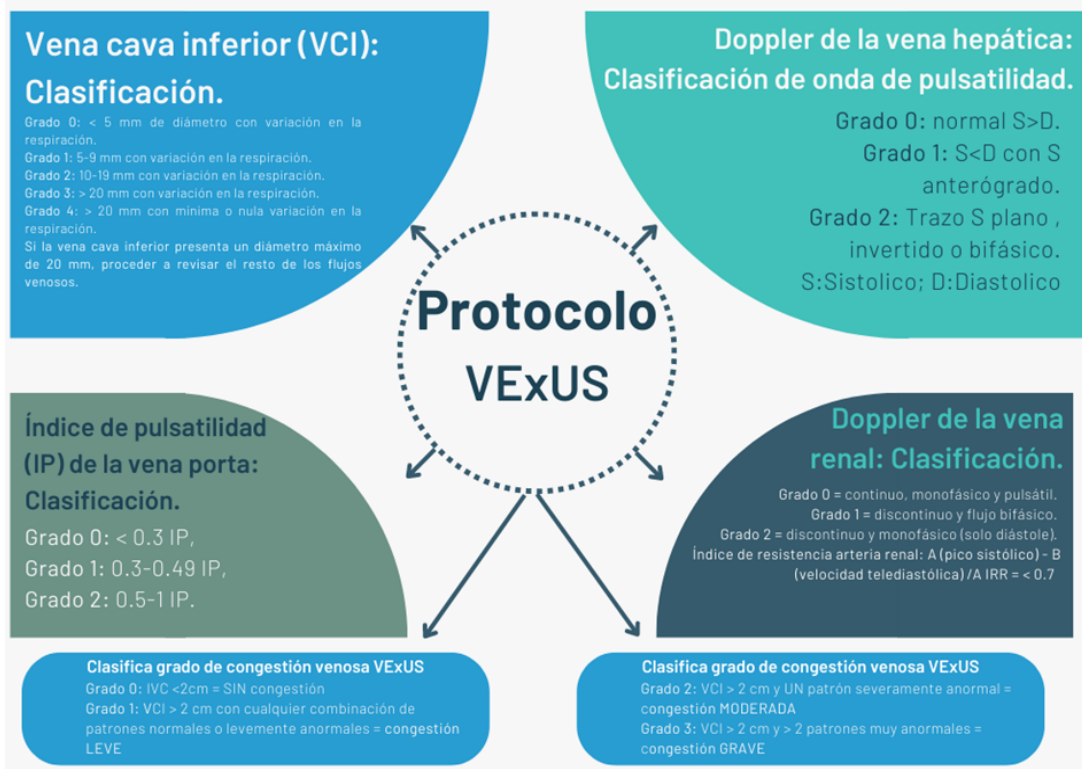 Vena cava inferior (VCI):
Clasificación.
Grado 0: < 5 mm de diámetro con variación en la
respiración.
Grado 1: 5-9 mm con variación en la respiración.
Grado 2: 10-19 mm con variación en la respiración.
Grado 3: > 20 mm con variación en la respiración.
Grado 4: > 20 mm con mínima o nula variación en la
respiración.
Si la vena cava inferior presenta un diámetro máximo
de 20 mm, proceder a revisar el resto de los flujos
venosos.
Doppler de la vena hepática:
Clasificación de onda de pulsatilidad.
Grado 0: normal S>D.
Grado 1: S<D con S
anterógrado.
Grado 2: Trazo S plano ,
invertido o bifásico.
S:Sistolico; D:Diastolico
Protocolo
VExUS
Índice de pulsatilidad
(IP) de la vena porta:
Clasificación.
Grado 0: < 0.3 IP,
Grado 1: 0.3-0.49 IP,
Grado 2: 0.5-1 IP.
Doppler de la vena
renal: Clasificación.
Grado 0 = continuo, monofásico y pulsátil.
Grado 1 = discontinuo y flujo bifásico.
Grado 2 = discontinuo y monofásico (solo diástole).
Índice de resistencia arteria renal: A (pico sistólico) - B
(velocidad telediastólica) /A IRR = < 0.7
Clasifica grado de congestión venosa VExUS
Grado 0: IVC <2cm = SIN congestión
Grado 1: VCI > 2 cm con cualquier combinación de
patrones normales o levemente anormales = congestión
LEVE
Clasifica grado de congestión venosa VExUS
Grado 2: VCI > 2 cm y UN patrón severamente anormal =
congestión MODERADA
Grado 3: VCI > 2 cm y > 2 patrones muy anormales =
congestión GRAVE